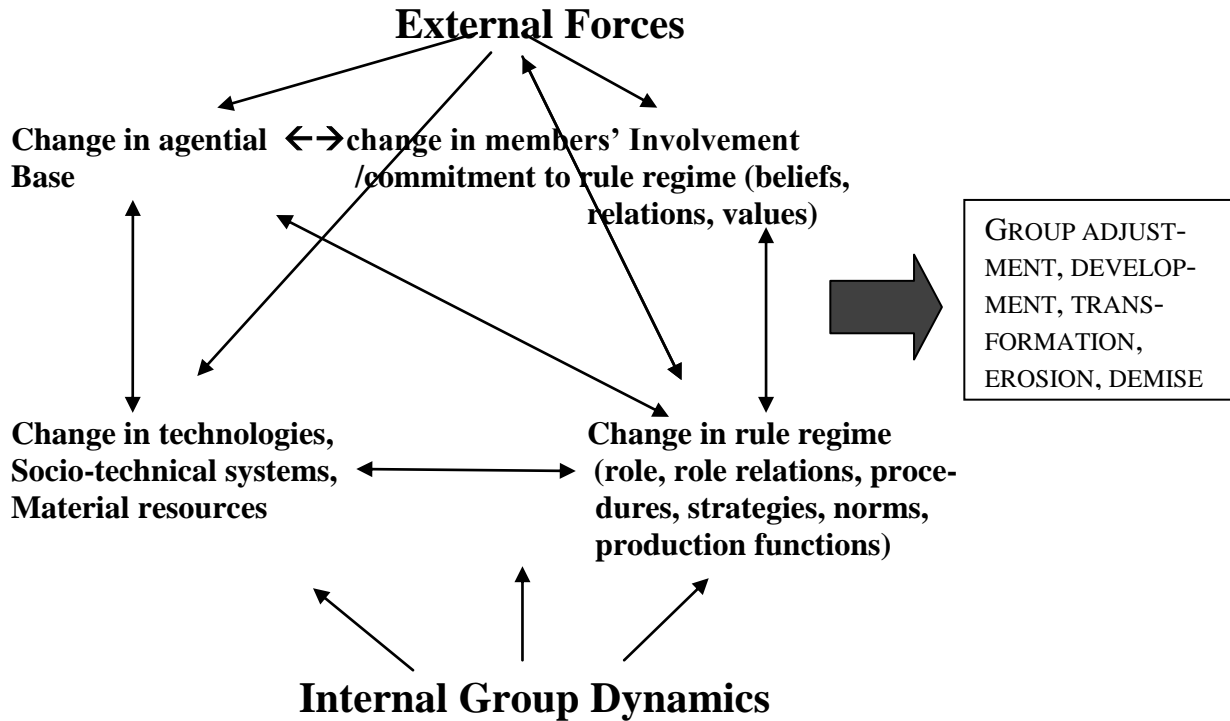 External Forces
Change in agential ←→change in members’ Involvement
Base /commitment to rule regime (beliefs,
relations, values)
GROUP ADJUST-
MENT, DEVELOP-
MENT, TRANS-
FORMATION,
EROSION, DEMISE
Change in technologies,
Socio-technical systems,
Material resources
Change in rule regime
(role, role relations, proce-
dures, strategies, norms,
production functions)
Internal Group Dynamics